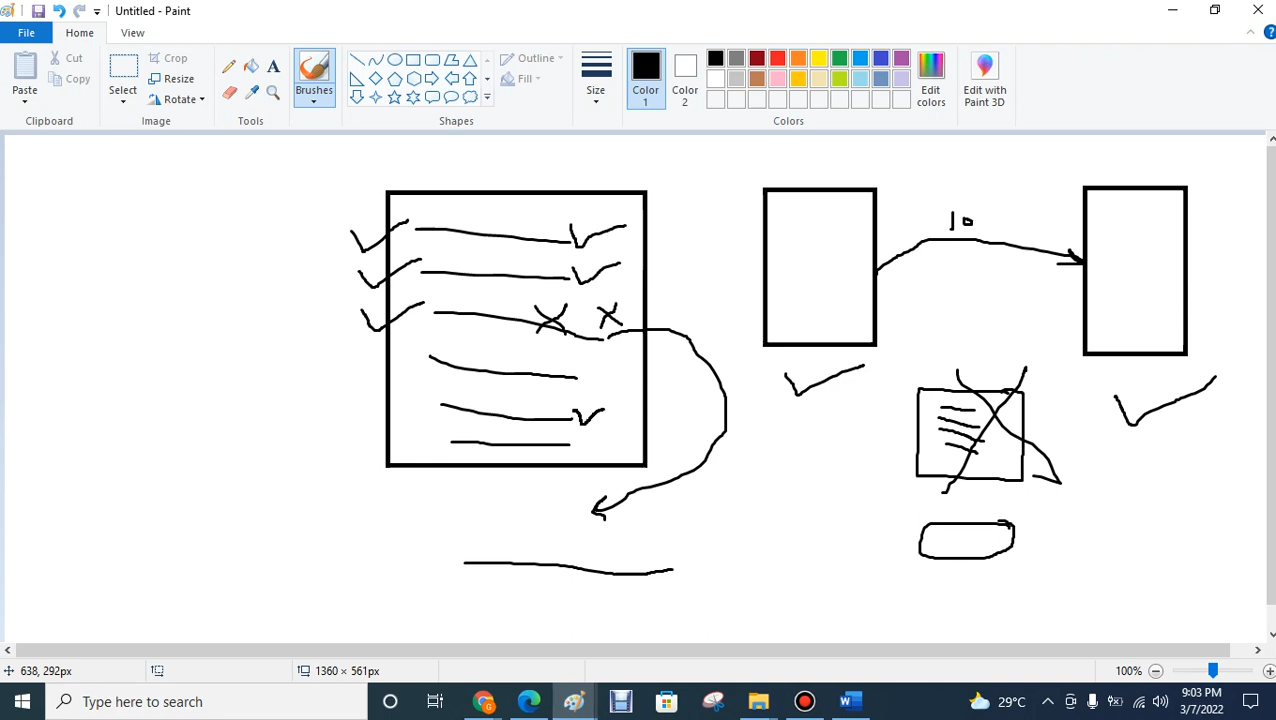 Untitled - Paint
File
Home
View
Paste
Cut
Copy
Clipboard
Select
Crop
Resize
Rotate
Image
Tools
A
Brushes
Shapes
Outline
Fill
Size
Color 1
Color 2
Edit colors
Colors
Edit with Paint 3D
10
638, 292px
1360 × 561px
100%
Type here to search
29°C
9:03 PM
3/7/2022